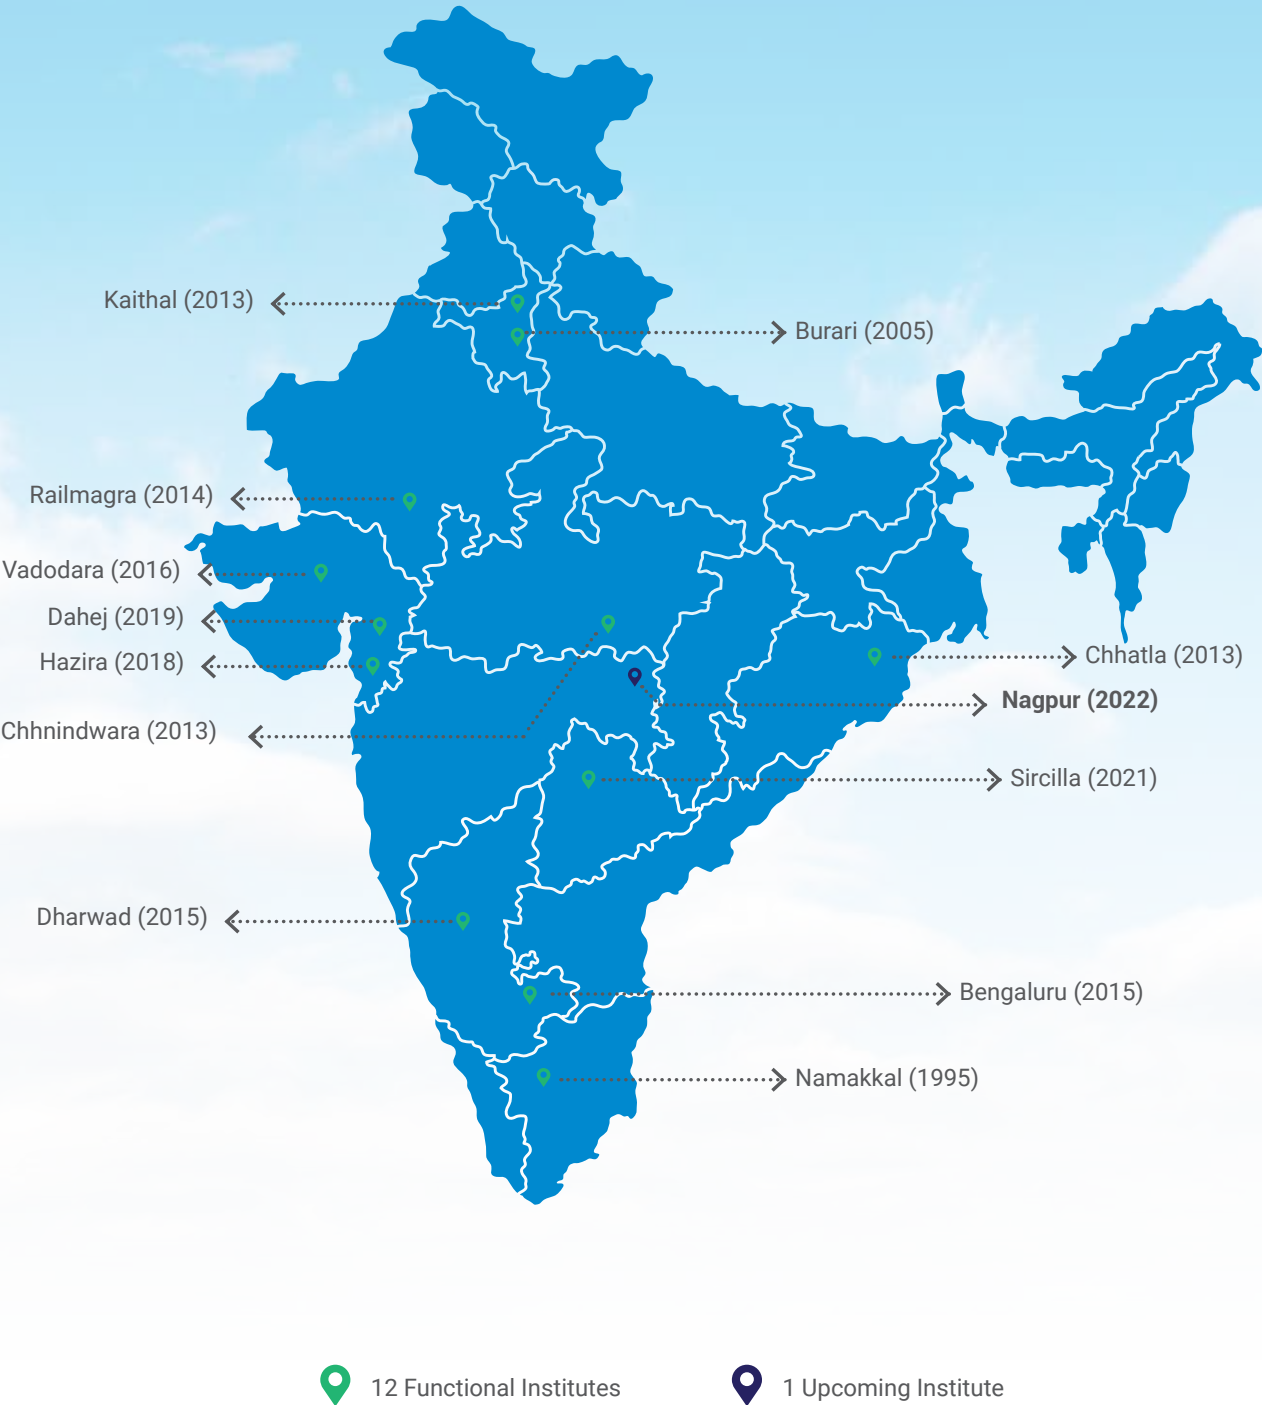 Kaithal (2013)
Burari (2005)
Railmagra (2014)
Vadodara (2016)
Dahej (2019)
Hazira (2018)
Chhatla (2013)
Nagpur (2022)
Chhnindwara (2013)
Sircilla (2021)
Dharwad (2015)
Bengaluru (2015)
Namakkal (1995)
12 Functional Institutes
1 Upcoming Institute